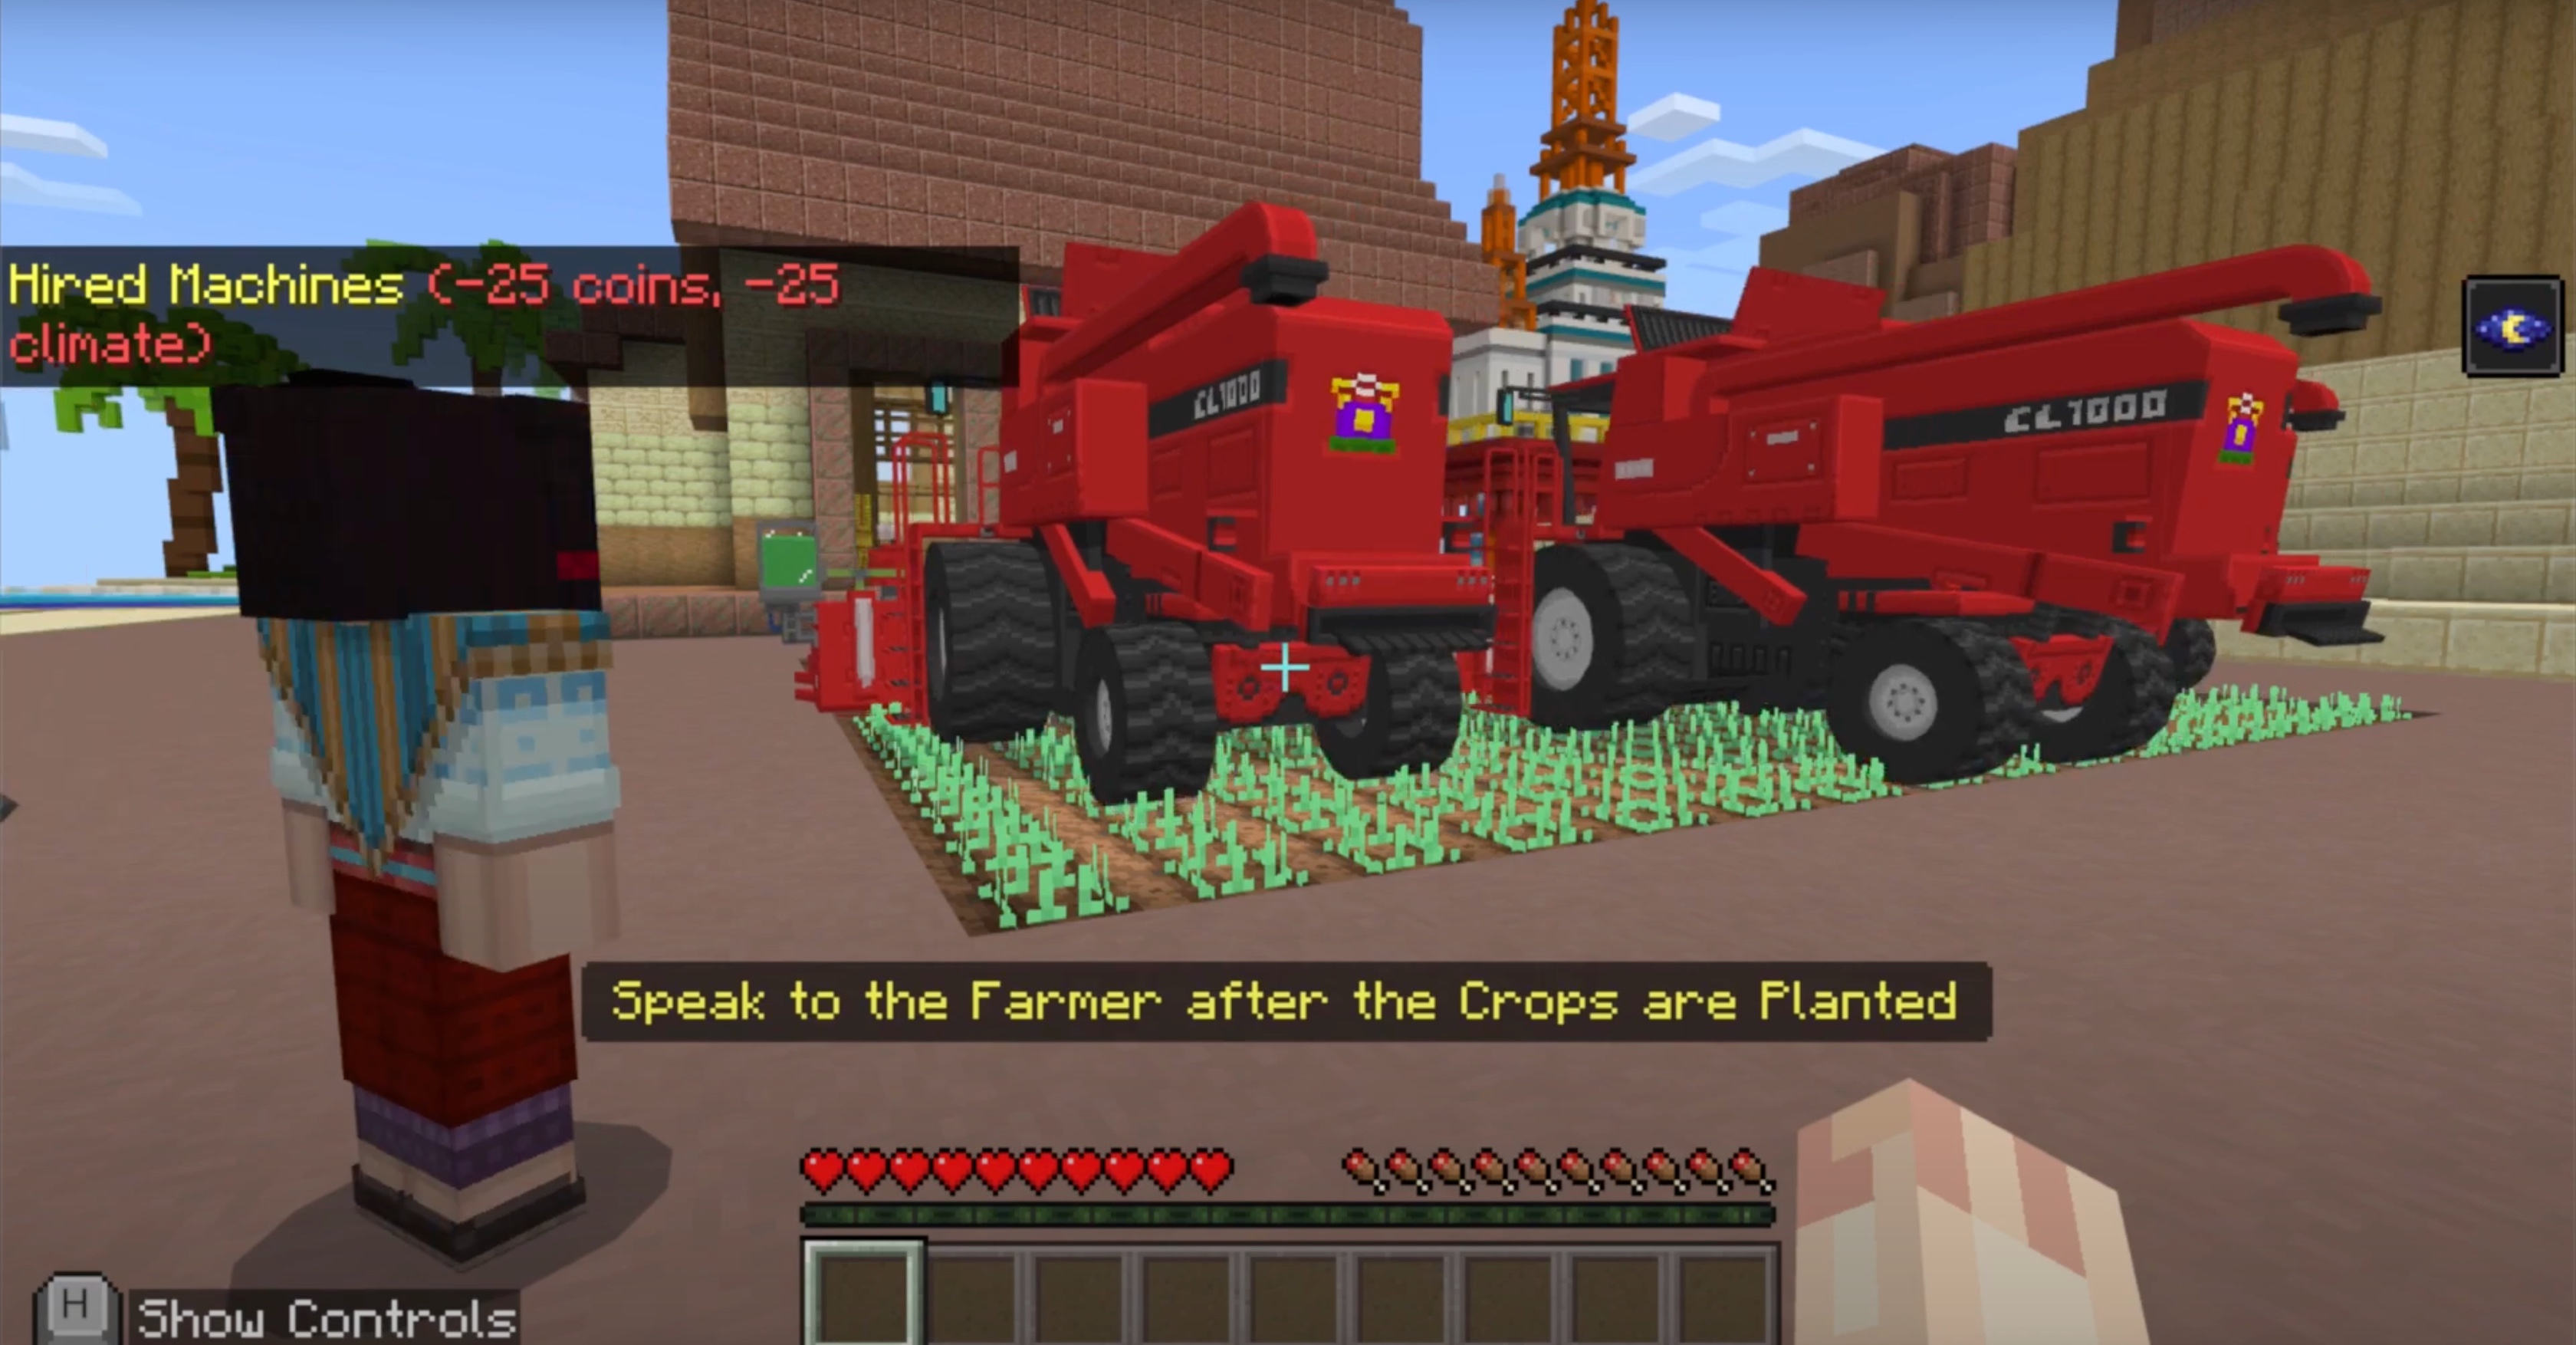 Hired Machines (-25 coins, -25
climate)
CL1000
CL1000
Speak to the Farmer after the Crops are Planted
H
Show Controls